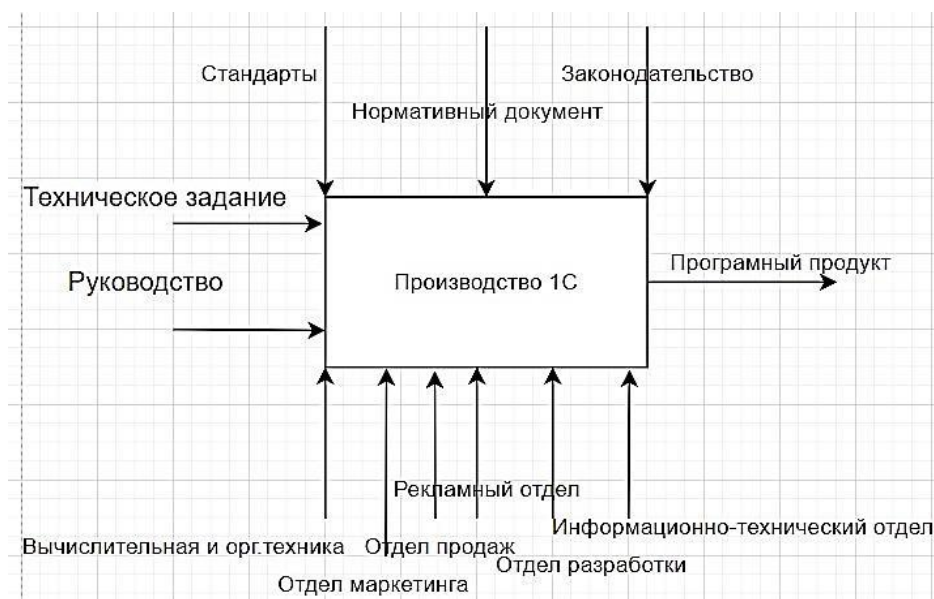 Стандарты
Законодательство
Нормативный документ
Техническое задание
Руководство
Производство 1С
Програмный продукт
Рекламный отдел
Информационно-технический отдел
Вычислительная и орг.техника
Отдел продаж
Отдел разработки
Отдел маркетинга